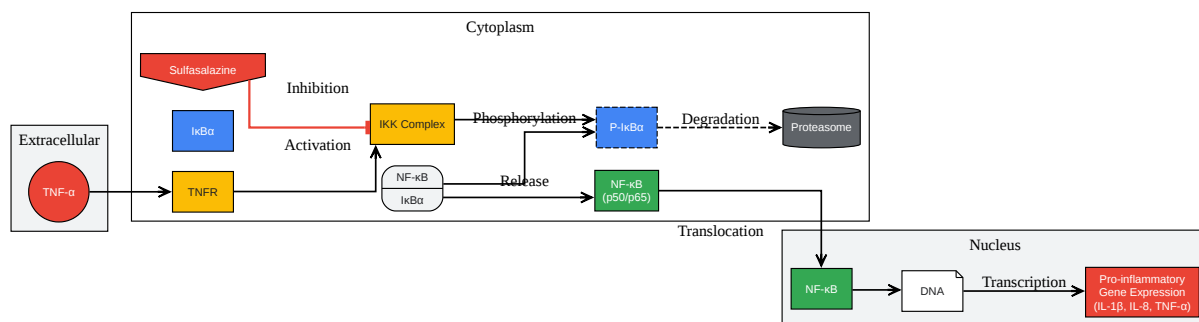 Cytoplasm
Sulfasalazine
Inhibition
IκBα
IKK Complex
Phosphorylation
P-IκBα
Degradation
Proteasome
Extracellular
Activation
TNF-α
TNFR
NF-κB
IκBα
Release
NF-κB
(p50/p65)
Translocation
Nucleus
NF-κB
DNA
Transcription
Pro-inflammatory
Gene Expression
(IL-1β, IL-8, TNF-α)